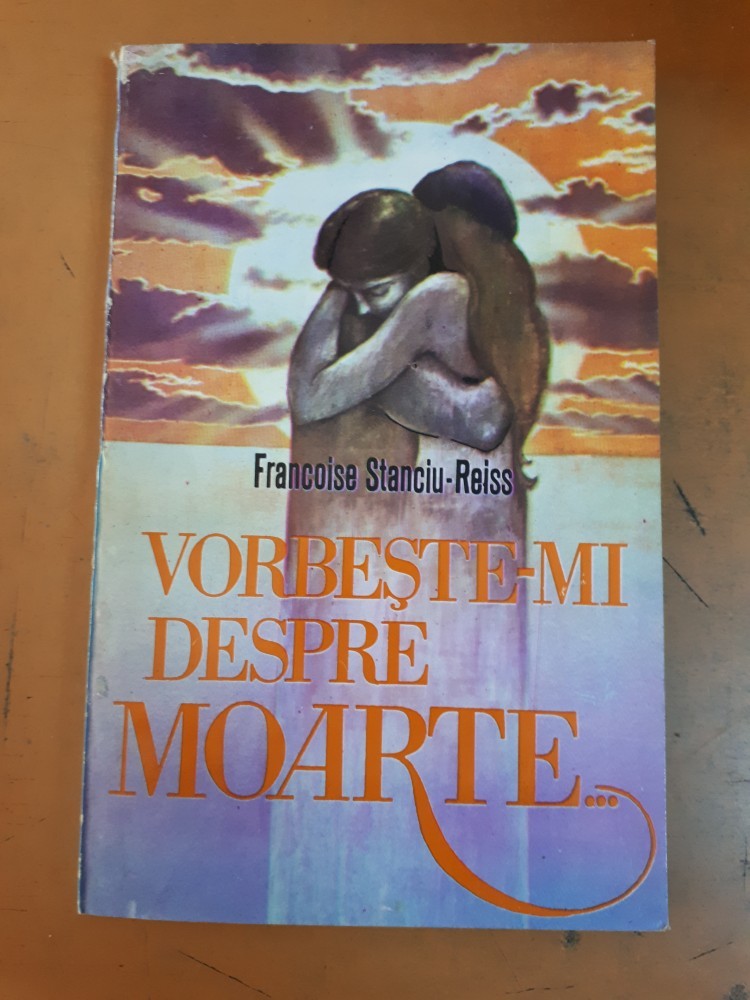 Francoise Stanciu-Reiss
VORBEŞTE-MI
DESPRE
MOARTE...